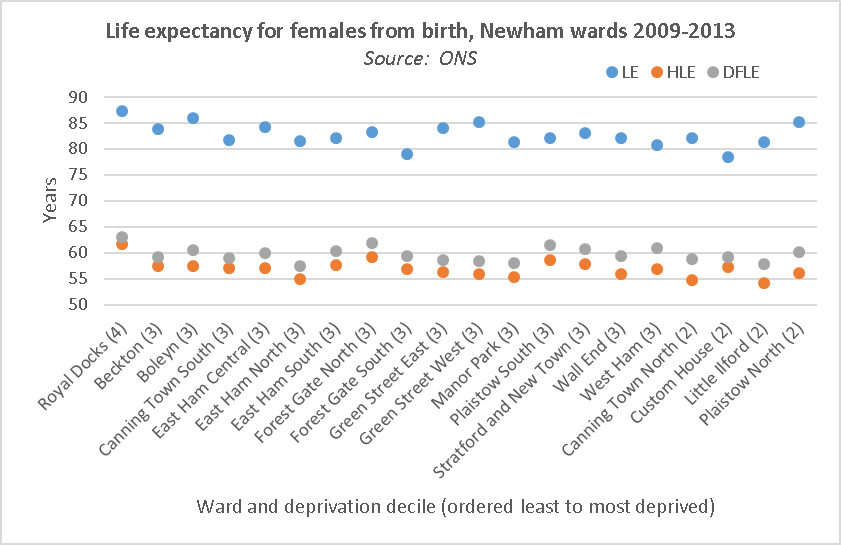 Life expectancy for females from birth, Newham wards 2009-2013
Source:  ONS
LE
HLE
DFLE
90
85
80
75
70
65
60
55
50
Years
Royal Docks (4)
Beckton (3)
Boleyn (3)
Canning Town South (3)
East Ham Central (3)
East Ham North (3)
East Ham South (3)
Forest Gate North (3)
Forest Gate South (3)
Green Street East (3)
Green Street West (3)
Manor Park (3)
Plaistow South (3)
Stratford and New Town (3)
Wall End (3)
West Ham (3)
Canning Town North (2)
Custom House (2)
Little Ilford (2)
Plaistow North (2)
Ward and deprivation decile (ordered least to most deprived)